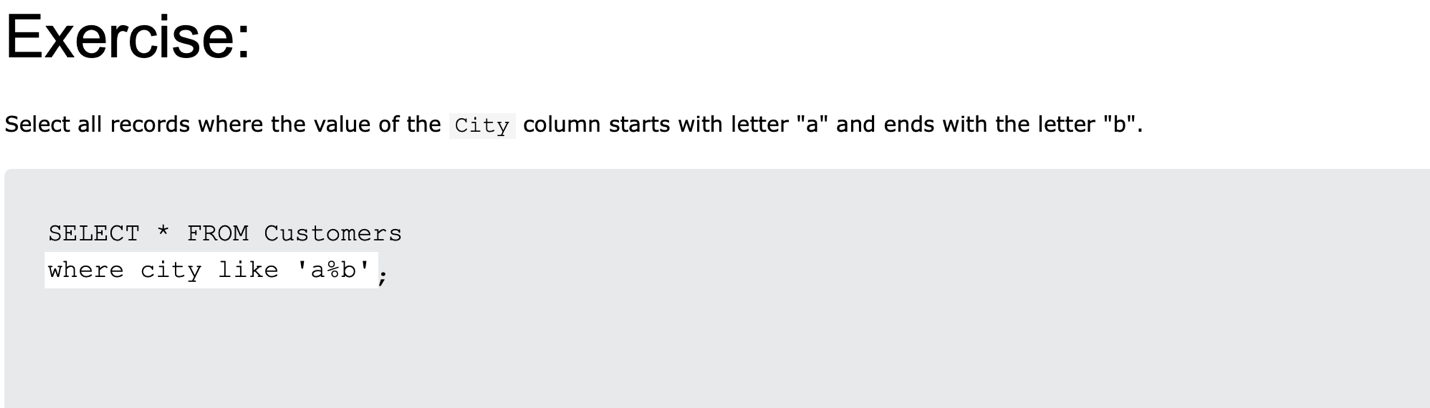 Exercise:
Select all records where the value of the City column starts with letter "a" and ends with the letter "b".
SELECT * FROM Customers
where city like 'a%b';